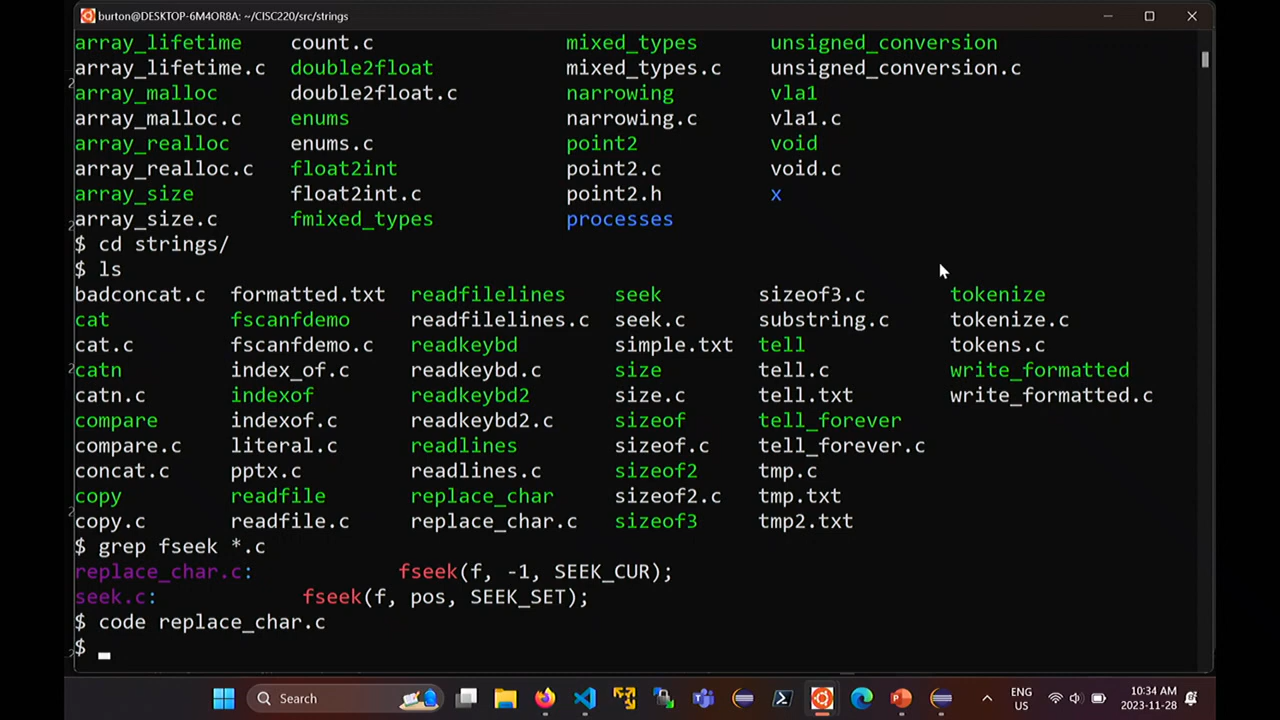 burton@DESKTOP-6M4OR8A: ~/CISC220/src/strings
array_lifetime count.c mixed_types unsigned_conversion
array_lifetime.c double2float mixed_types.c unsigned_conversion.c
array_malloc double2float.c narrowing vla1
array_malloc.c enums narrowing.c vla1.c
array_realloc enums.c point2 void
array_realloc.c float2int point2.c void.c
array_size float2int.c point2.h x
array_size.c fmixed_types processes
$ cd strings/
$ ls
badconcat.c formatted.txt readfilelines seek sizeof3.c tokenize
cat fscanfdemo readfilelines.c seek.c substring.c tokenize.c
cat.c fscanfdemo.c readkeybd simple.txt tell tokens.c
catn index_of.c readkeybd.c size tell.c write_formatted
catn.c indexof readkeybd2 size.c tell.txt write_formatted.c
compare indexof.c readkeybd2.c sizeof tell_forever
compare.c literal.c readlines sizeof.c tell_forever.c
concat.c pptx.c readlines.c sizeof2 tmp.c
copy readfile replace_char sizeof2.c tmp.txt
copy.c readfile.c replace_char.c sizeof3 tmp2.txt
$ grep fseek *.c
replace_char.c: fseek(f, -1, SEEK_CUR);
seek.c: fseek(f, pos, SEEK_SET);
$ code replace_char.c
$
Search
ENG
US
10:34 AM
2023-11-28